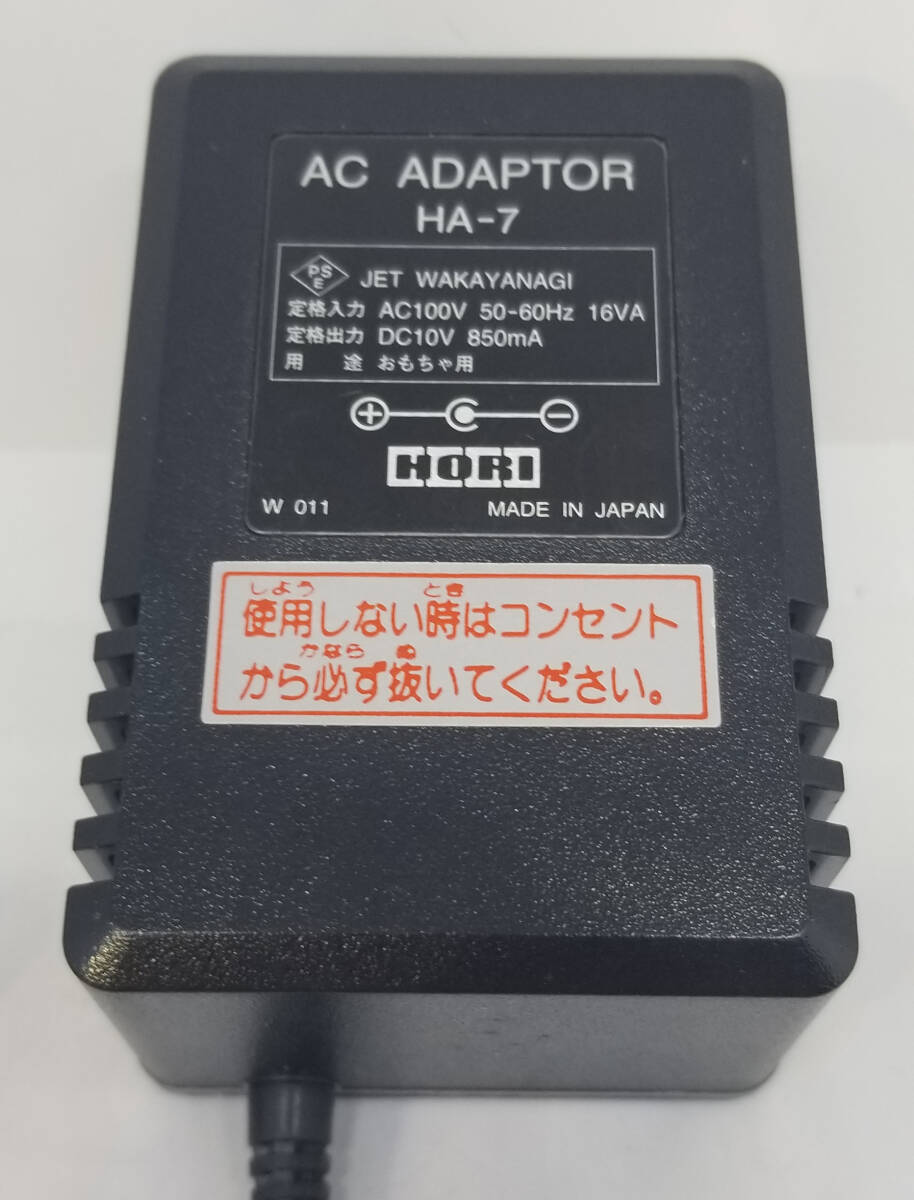 AC ADAPTOR
HA-7
PSE JET WAKAYANAGI
定格入力 AC100V 50-60Hz 16VA
定格出力 DC10V 850mA
用 途 おもちゃ用
+ -
HORI
W 011 MADE IN JAPAN
しよう とき
使用しない時はコンセント
かなら ぬ
から必ず抜いてください。